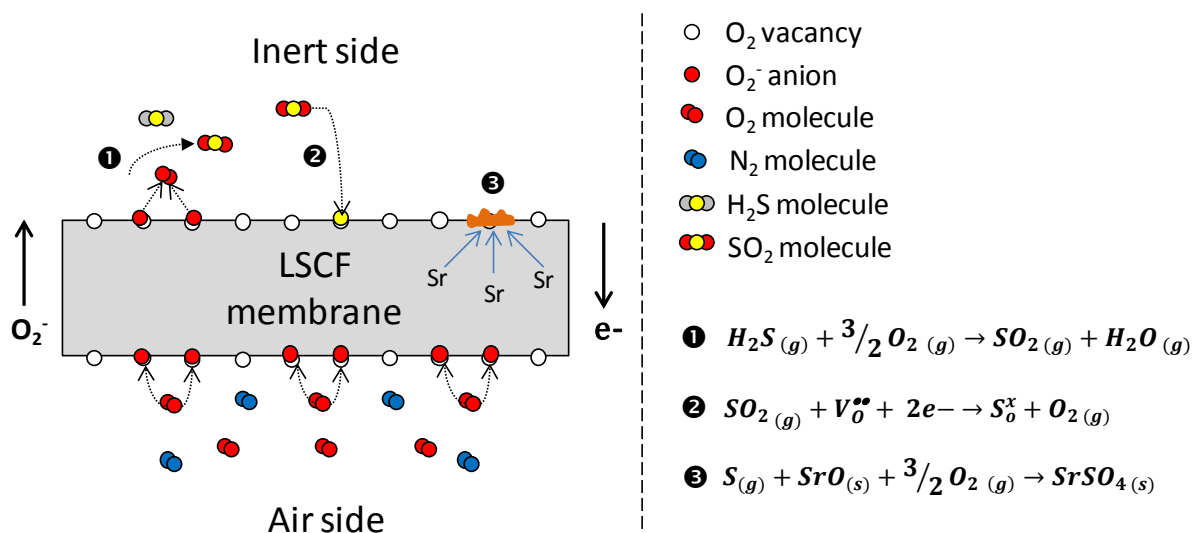 Inert side
❶
❷
❸
LSCF
membrane
Sr
Sr
Sr
O₂⁻
e-
Air side
O₂ vacancy
O₂⁻ anion
O₂ molecule
N₂ molecule
H₂S molecule
SO₂ molecule
❶ H₂S (g) + 3/2 O₂ (g) → SO₂ (g) + H₂O (g)
❷ SO₂ (g) + V_O^•• + 2e− → S_o^x + O₂ (g)
❸ S(g) + SrO(s) + 3/2 O₂ (g) → SrSO₄ (s)